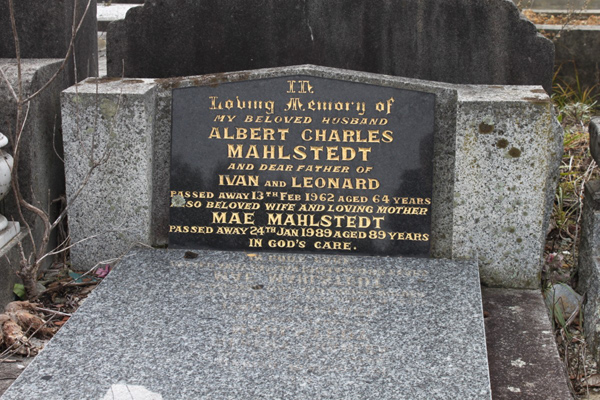 In
Loving Memory of
MY BELOVED HUSBAND
ALBERT CHARLES
MAHLSTEDT
AND DEAR FATHER OF
IVAN AND LEONARD
PASSED AWAY 13TH FEB 1962 AGED 64 YEARS
ALSO BELOVED WIFE AND LOVING MOTHER
MAE MAHLSTEDT
PASSED AWAY 24TH JAN 1989 AGED 89 YEARS
IN GOD'S CARE.